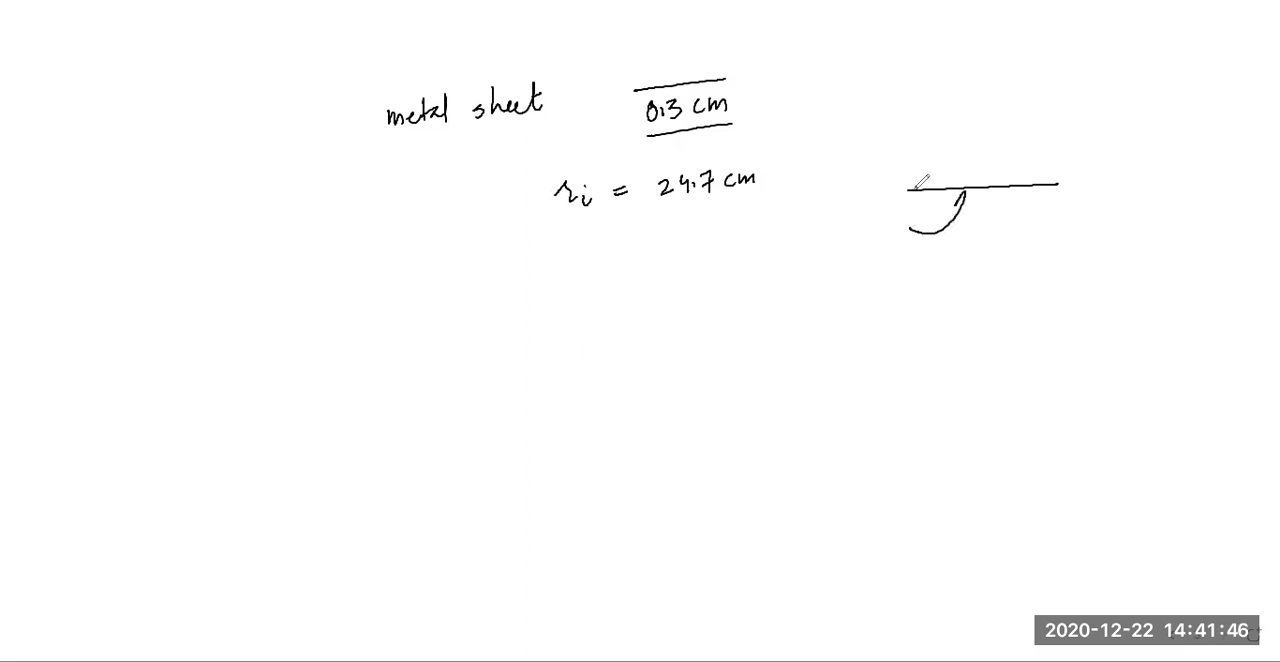 metal sheet 0.3 cm
ri = 24.7 cm
2020-12-22 14:41:46